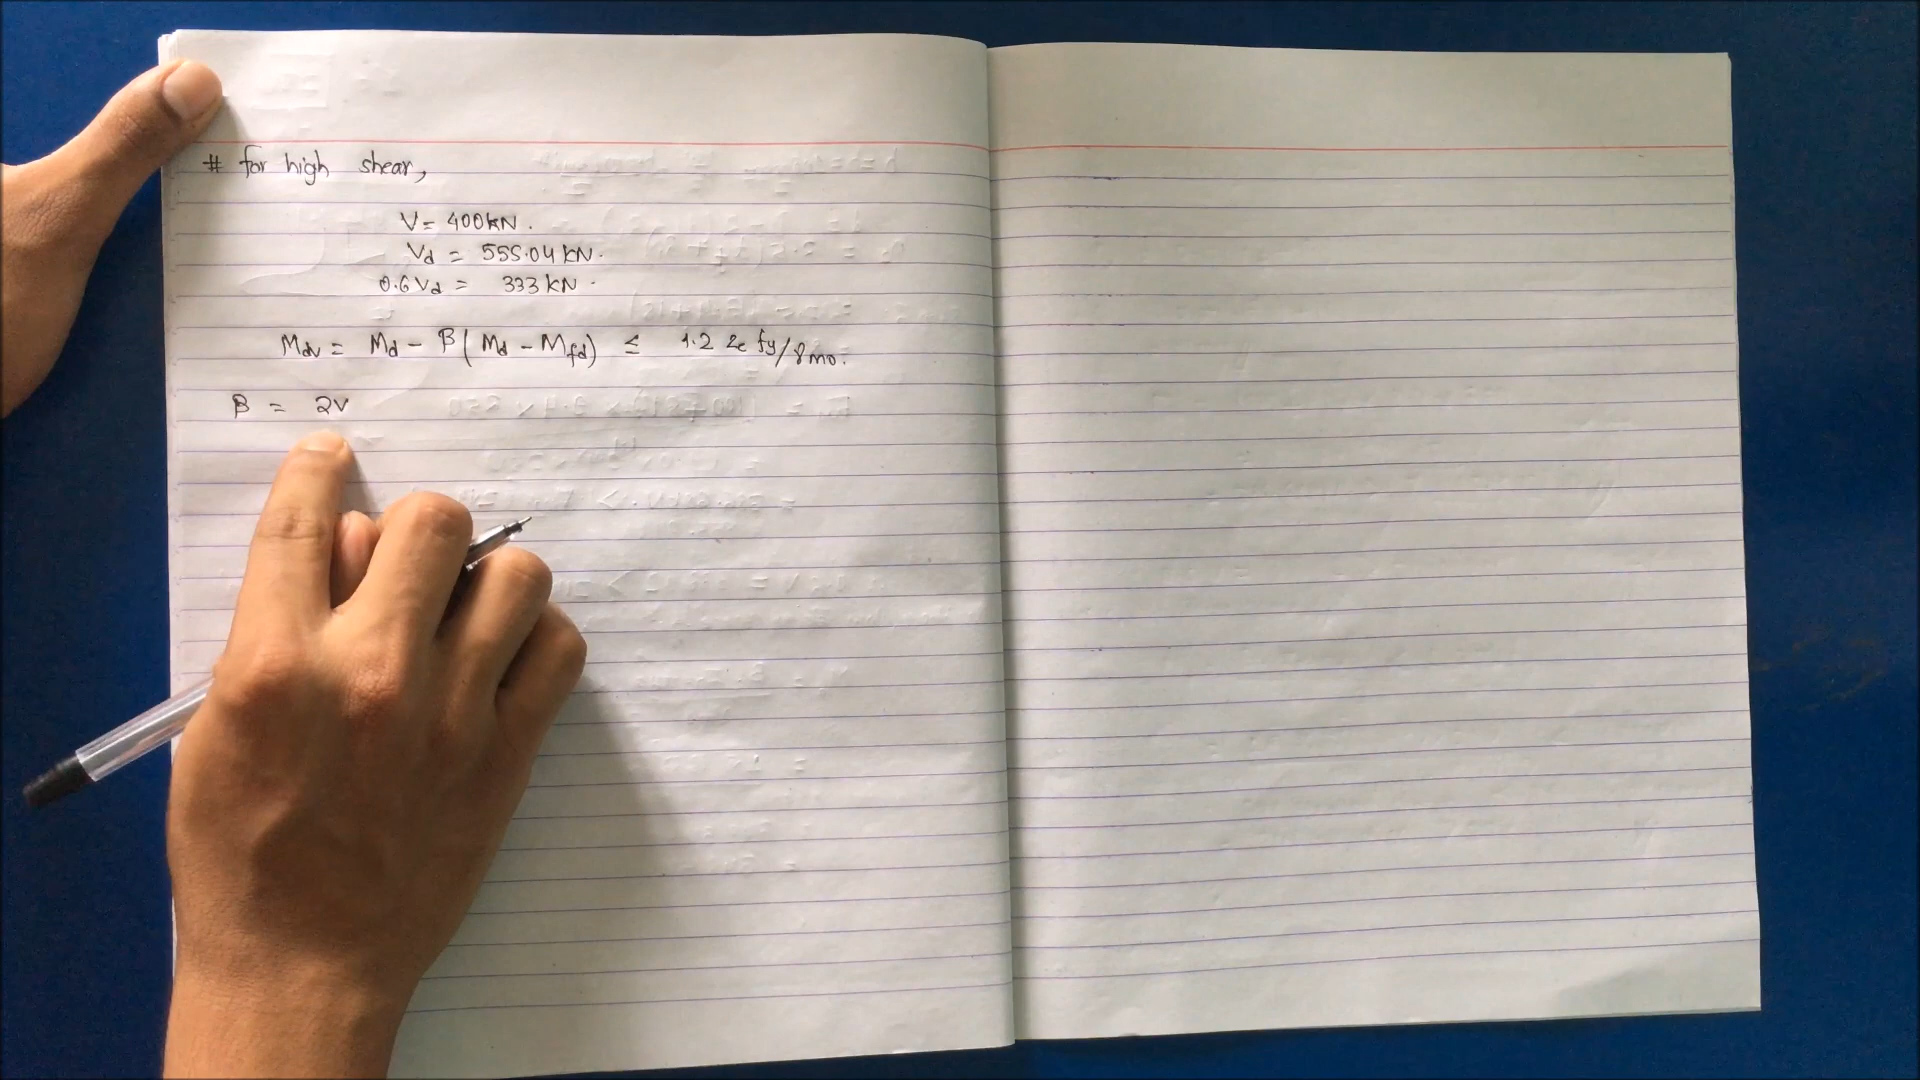 # for high shear,
V = 400kN.
Vd = 555.04 kN.
0.6 Vd = 333 kN.
Mdv = Md - β( Md - Mfd) ≤ 1.2 Ze fy/γmo.
β = 2V